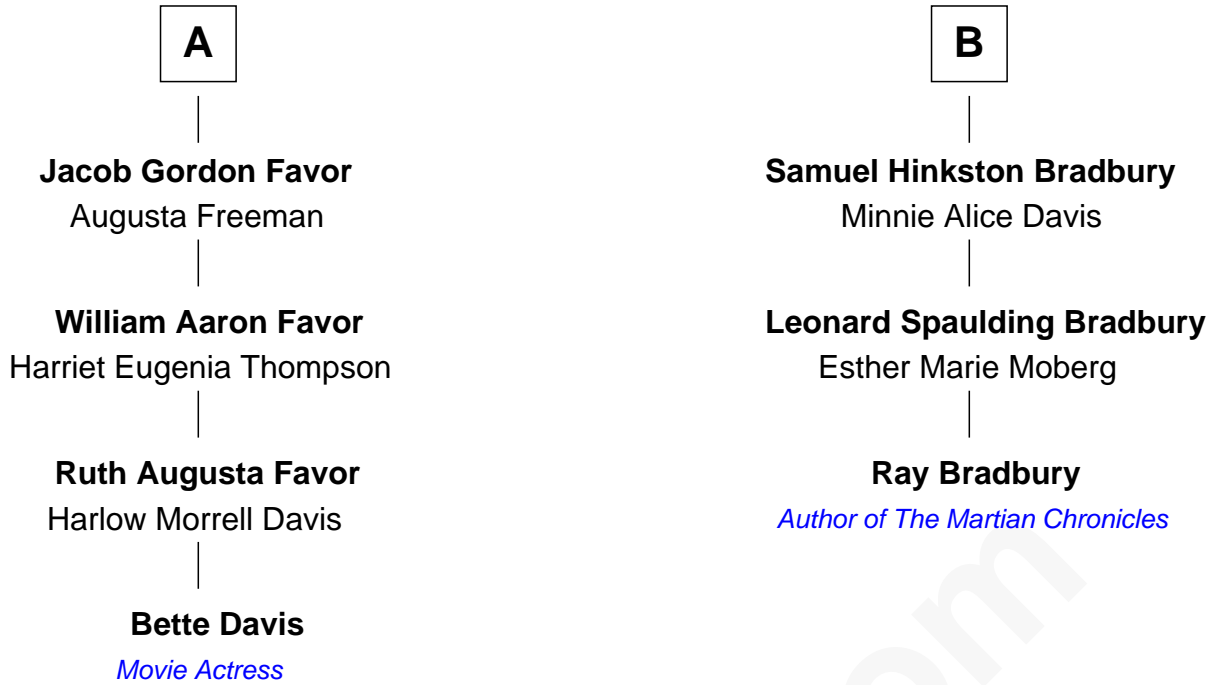 A
Jacob Gordon Favor
Augusta Freeman
William Aaron Favor
Harriet Eugenia Thompson
Ruth Augusta Favor
Harlow Morrell Davis
Bette Davis
Movie Actress
B
Samuel Hinkston Bradbury
Minnie Alice Davis
Leonard Spaulding Bradbury
Esther Marie Moberg
Ray Bradbury
Author of The Martian Chronicles
om